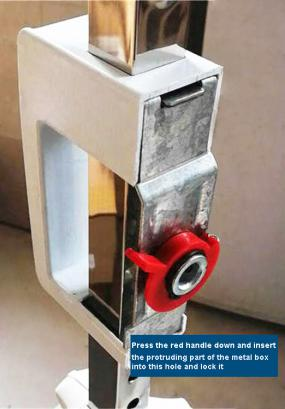 Press the red handle down and insert
the protruding part of the metal box
into this hole and lock it